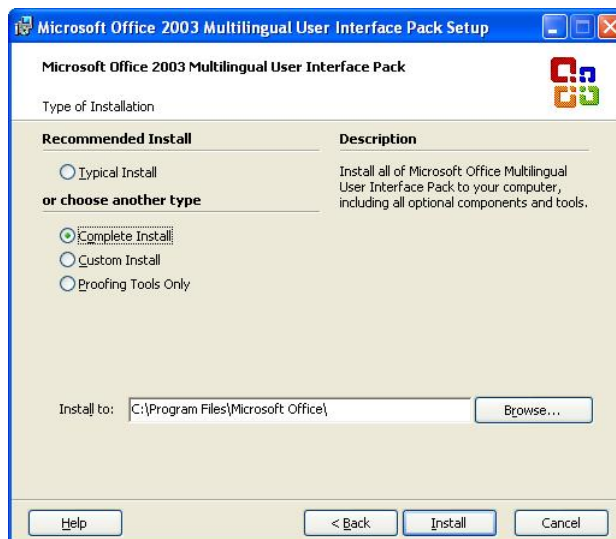 Microsoft Office 2003 Multilingual User Interface Pack Setup
Microsoft Office 2003 Multilingual User Interface Pack
Type of Installation
Recommended Install
Typical Install
or choose another type
Complete Install
Custom Install
Proofing Tools Only
Description
Install all of Microsoft Office Multilingual
User Interface Pack to your computer,
including all optional components and tools.
Install to: C:\Program Files\Microsoft Office\ Browse...
Help < Back Install Cancel